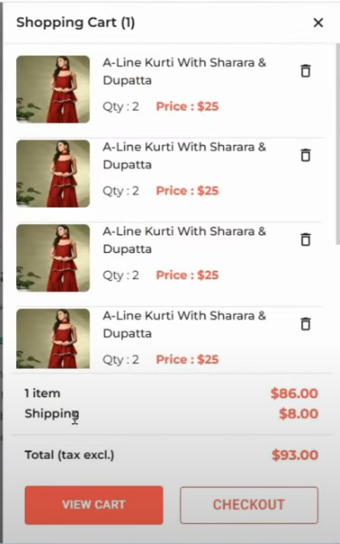 Shopping Cart (1)
A-Line Kurti With Sharara &
Dupatta
Qty : 2 Price : $25
A-Line Kurti With Sharara &
Dupatta
Qty : 2 Price : $25
A-Line Kurti With Sharara &
Dupatta
Qty : 2 Price : $25
A-Line Kurti With Sharara &
Dupatta
Qty : 2 Price : $25
1 item $86.00
Shipping $8.00
Total (tax excl.) $93.00
VIEW CART CHECKOUT